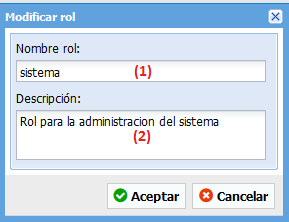 Modificar rol
Nombre rol:
sistema (1)
Descripción:
Rol para la administracion del sistema
(2)
Aceptar Cancelar